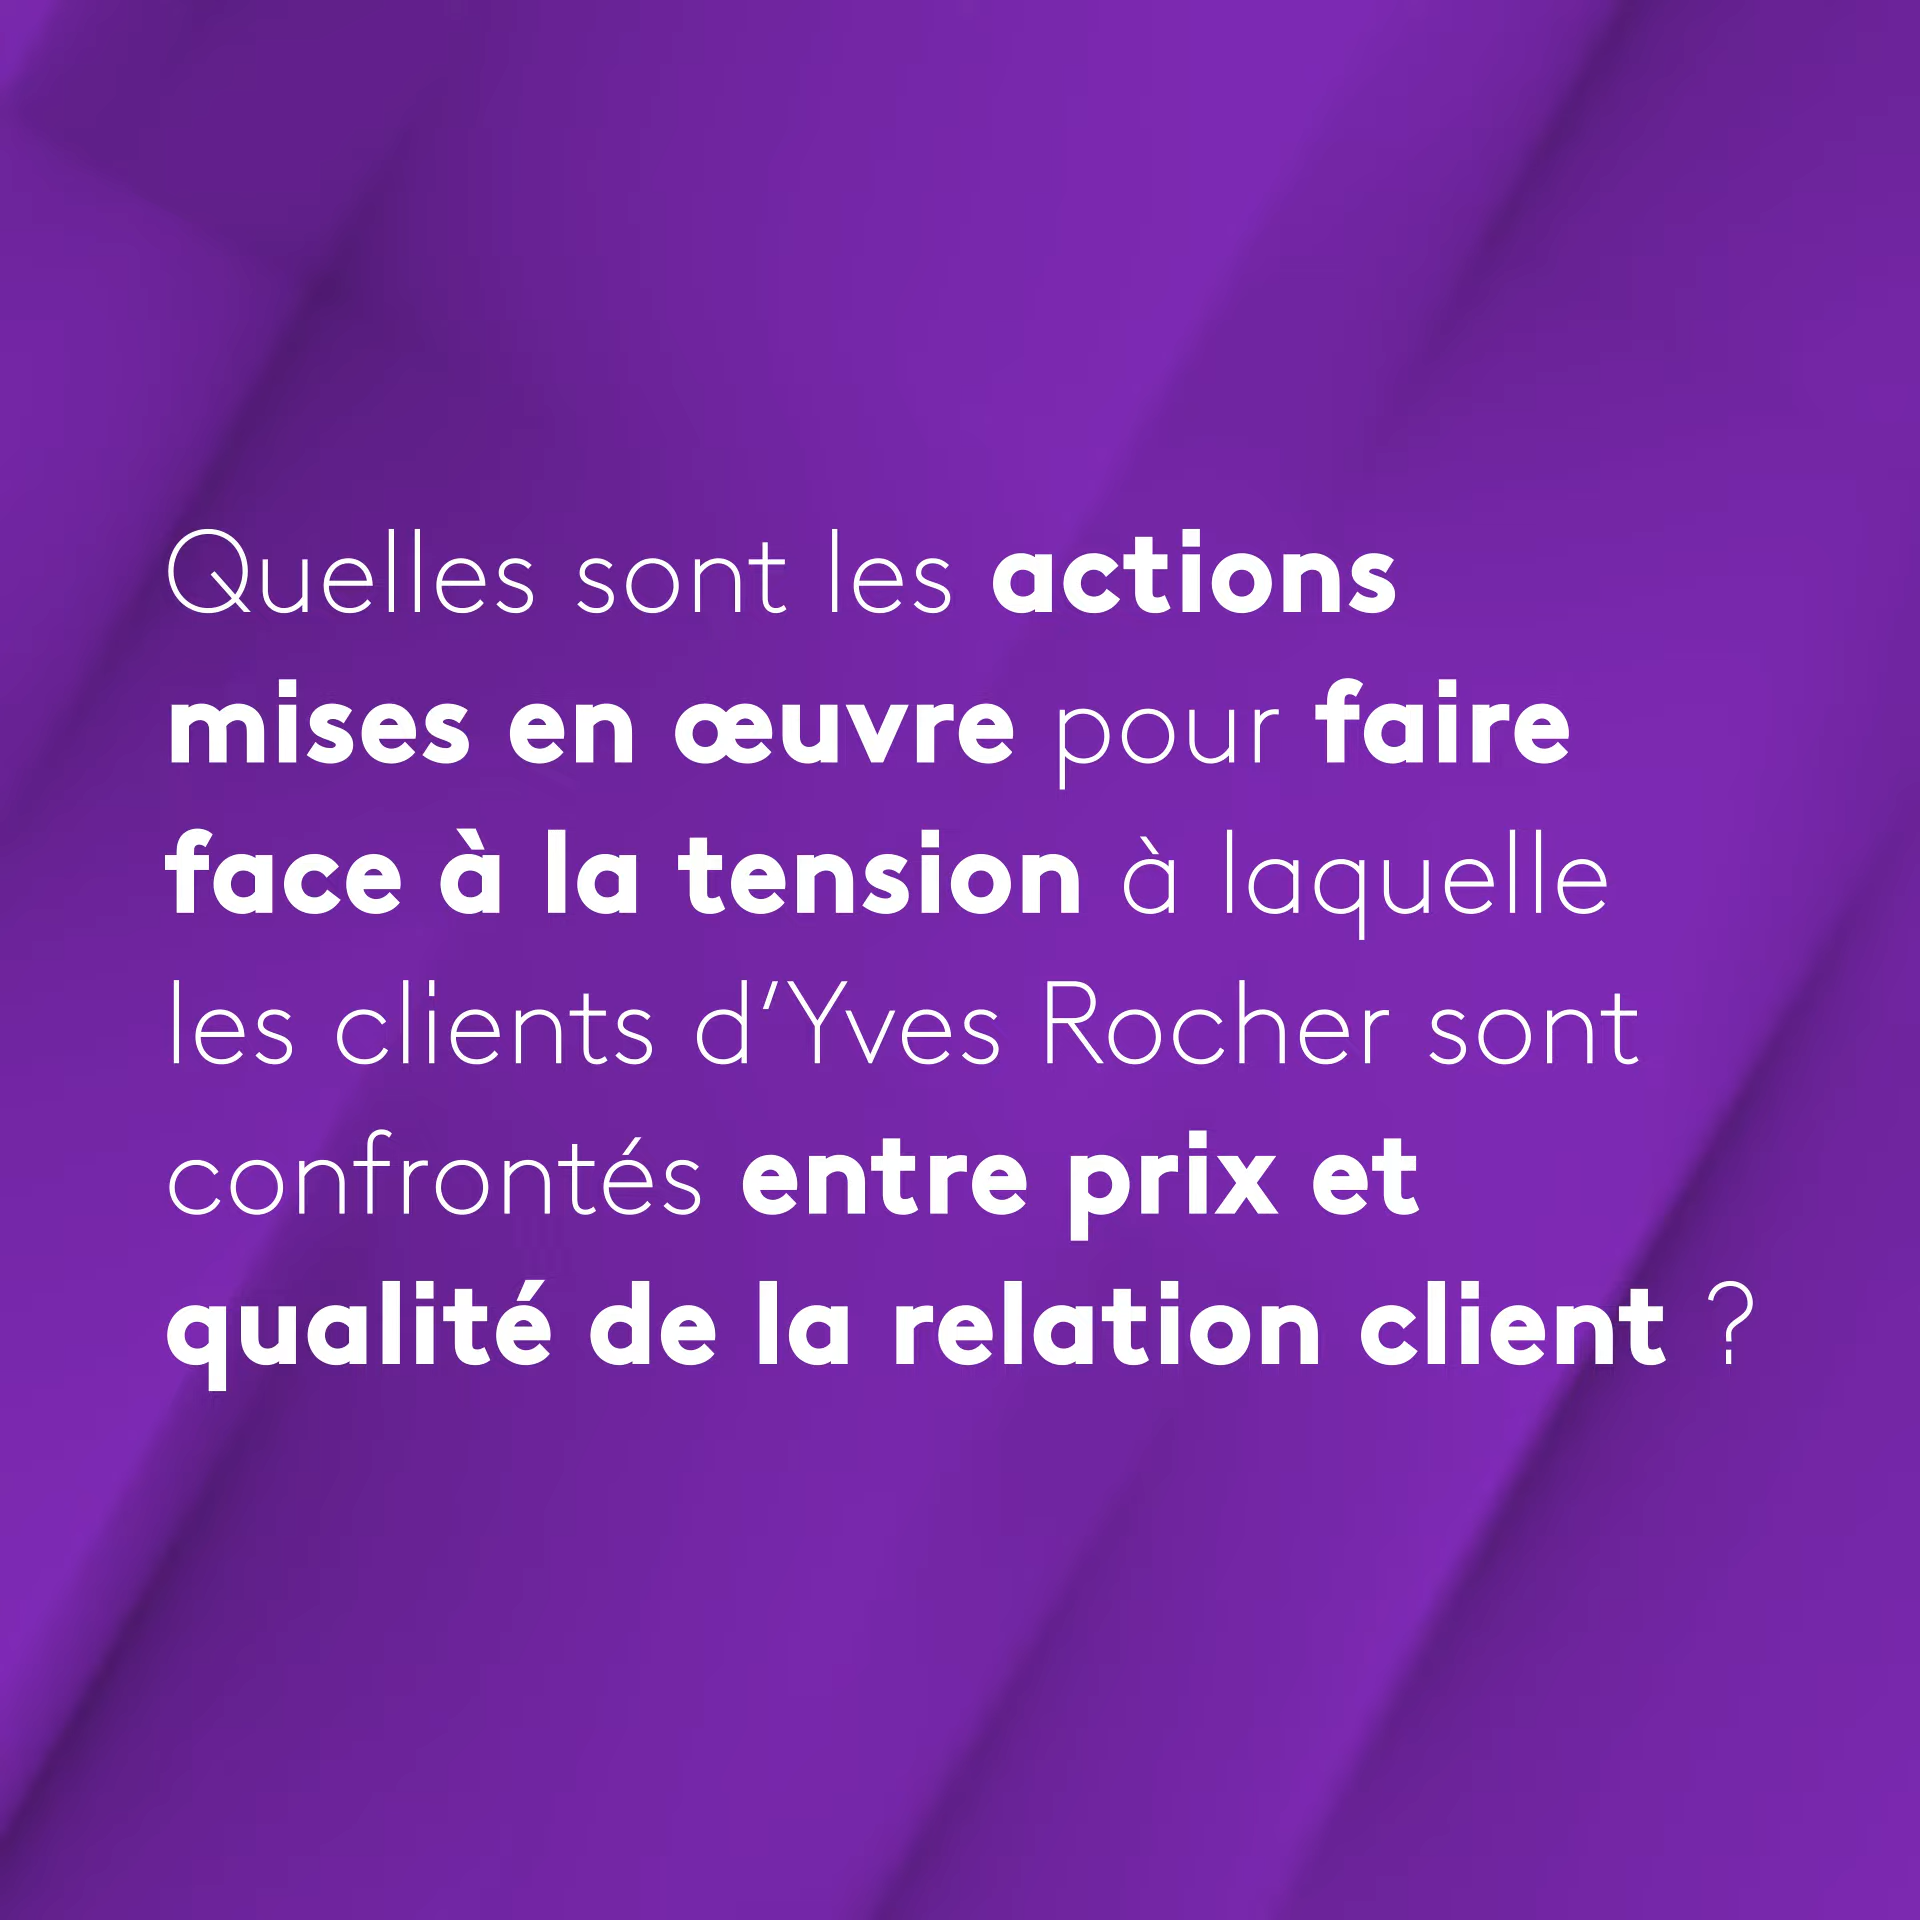 Quelles sont les actions
mises en œuvre pour faire
face à la tension à laquelle
les clients d’Yves Rocher sont
confrontés entre prix et
qualité de la relation client ?